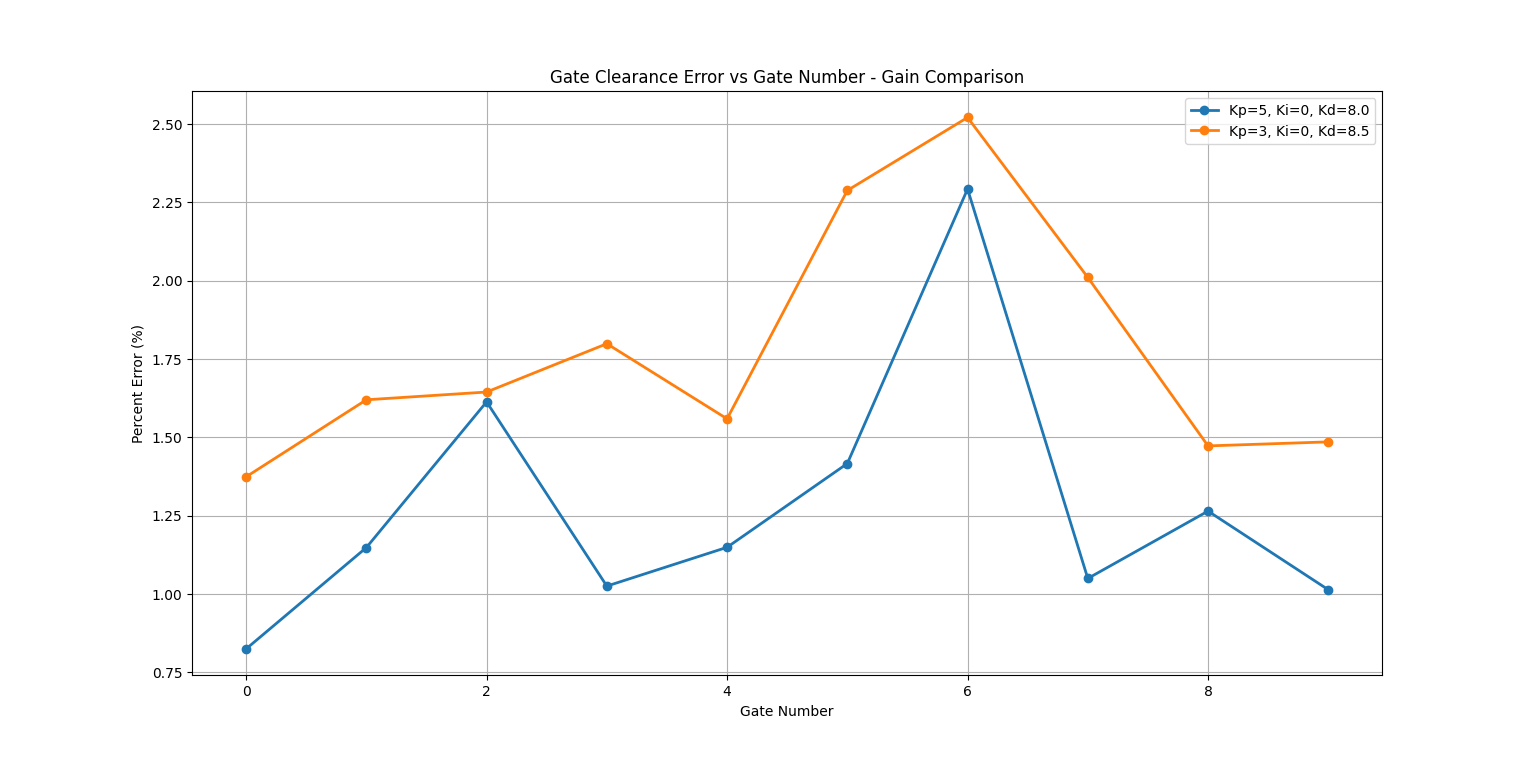 Gate Clearance Error vs Gate Number - Gain Comparison
Kp=5, Ki=0, Kd=8.0
Kp=3, Ki=0, Kd=8.5
Percent Error (%)
2.50
2.25
2.00
1.75
1.50
1.25
1.00
0.75
0 2 4 6 8
Gate Number